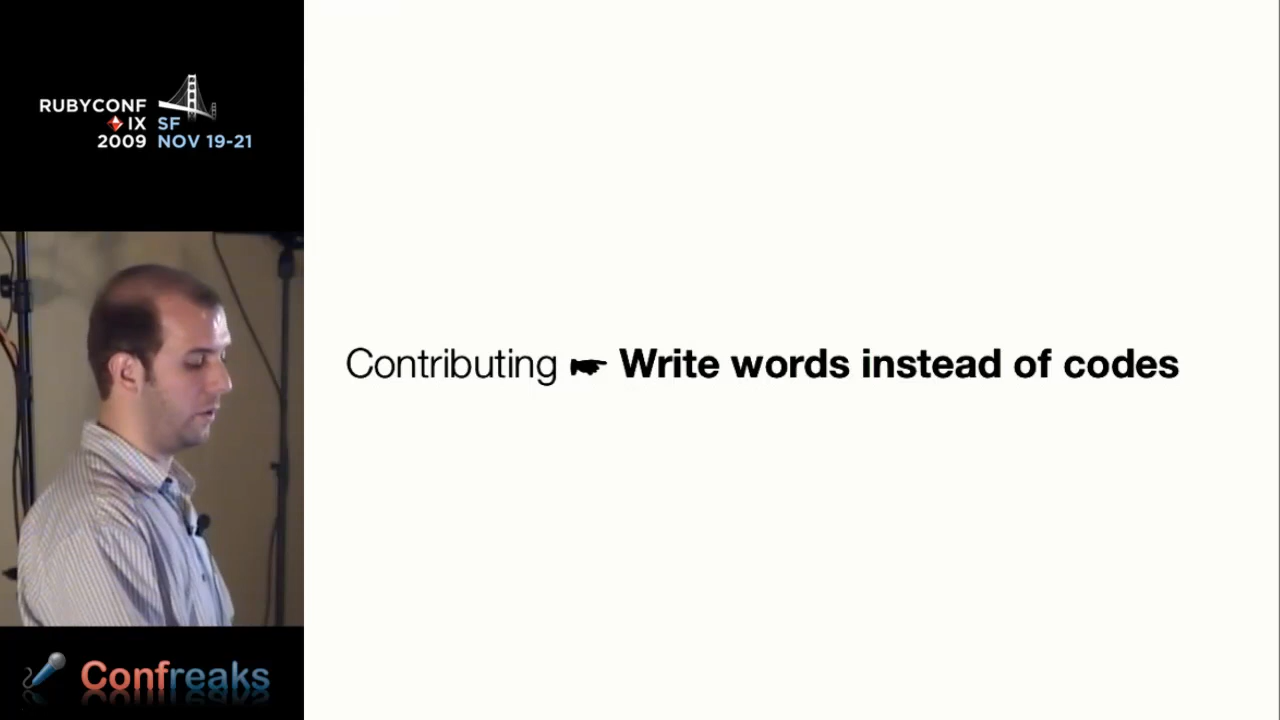 RUBYCONF
IX SF
2009 NOV 19-21
Contributing ☛ Write words instead of codes
Confreaks